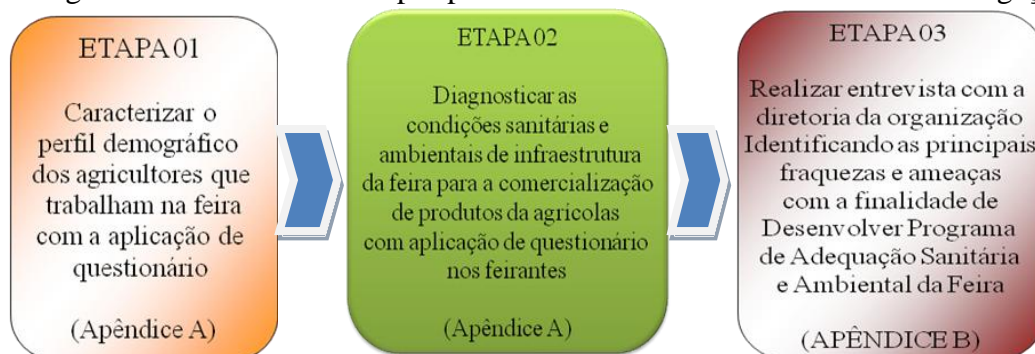 ETAPA 01
Caracterizar o
perfil demográfico
dos agricultores que
trabalham na feira
com a aplicação de
questionário
(Apêndice A)
ETAPA 02
Diagnosticar as
condições sanitárias e
ambientais de infraestrutura
da feira para a comercialização
de produtos da agrícolas
com aplicação de questionário
nos feirantes
(Apêndice A)
ETAPA 03
Realizar entrevista com a
diretoria da organização
Identificando as principais
fraquezas e ameaças
com a finalidade de
Desenvolver Programa
de Adequação Sanitária
e Ambiental da Feira
(APÊNDICE B)